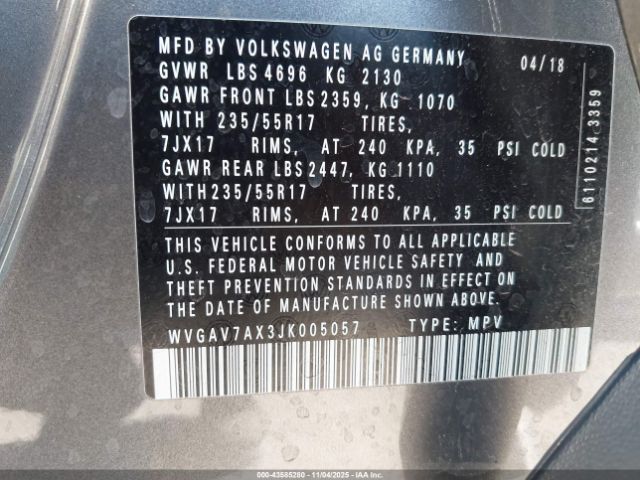 MFD BY VOLKSWAGEN AG GERMANY 04/18
GVWR LBS 4696 KG 2130
GAWR FRONT LBS 2359, KG 1070
WITH 235/55R17 TIRES,
7JX17 RIMS, AT 240 KPA, 35 PSI COLD
GAWR REAR LBS 2447, KG 1110
WITH 235/55R17 TIRES,
7JX17 RIMS, AT 240 KPA, 35 PSI COLD
THIS VEHICLE CONFORMS TO ALL APPLICABLE
U.S. FEDERAL MOTOR VEHICLE SAFETY AND
THEFT PREVENTION STANDARDS IN EFFECT ON
THE DATE OF MANUFACTURE SHOWN ABOVE
WVGAV7AX3JK005057 TYPE: MPV
6110214 3359
000-43585280 - 11/04/2025 - IAAI.COM